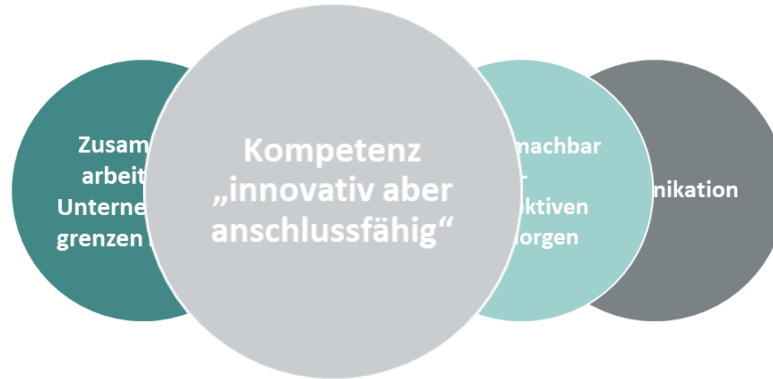 Zusam
arbeit
Unterne
grenzen
Kompetenz
„innovativ aber
anschlussfähig“
machbar
-
ektiven
orgen
nikation